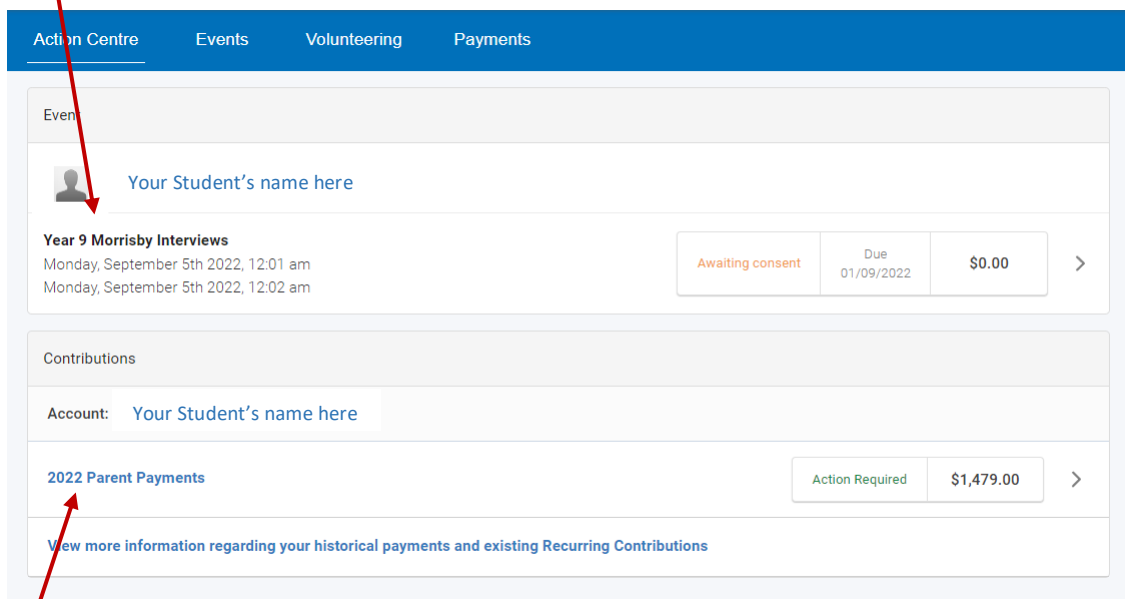 Action Centre Events Volunteering Payments
Event
Your Student's name here
Year 9 Morrisby Interviews
Monday, September 5th 2022, 12:01 am
Monday, September 5th 2022, 12:02 am
Awaiting consent
Due
01/09/2022
$0.00
Contributions
Account: Your Student's name here
2022 Parent Payments
Action Required
$1,479.00
View more information regarding your historical payments and existing Recurring Contributions